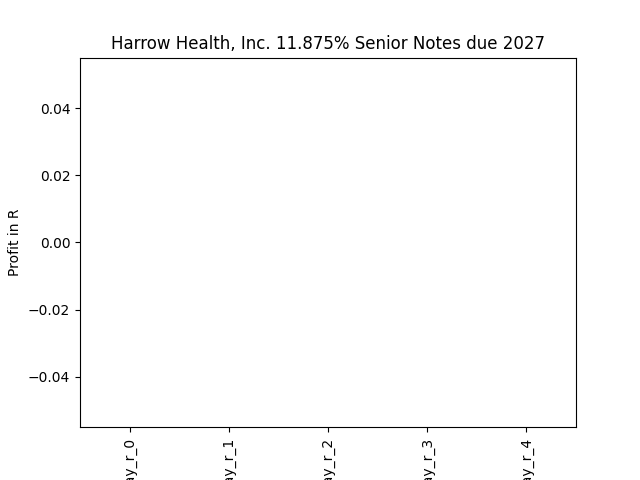 Harrow Health, Inc. 11.875% Senior Notes due 2027
0.04
0.02
0.00
−0.02
−0.04
Profit in R
ay_r_0
ay_r_1
ay_r_2
ay_r_3
ay_r_4